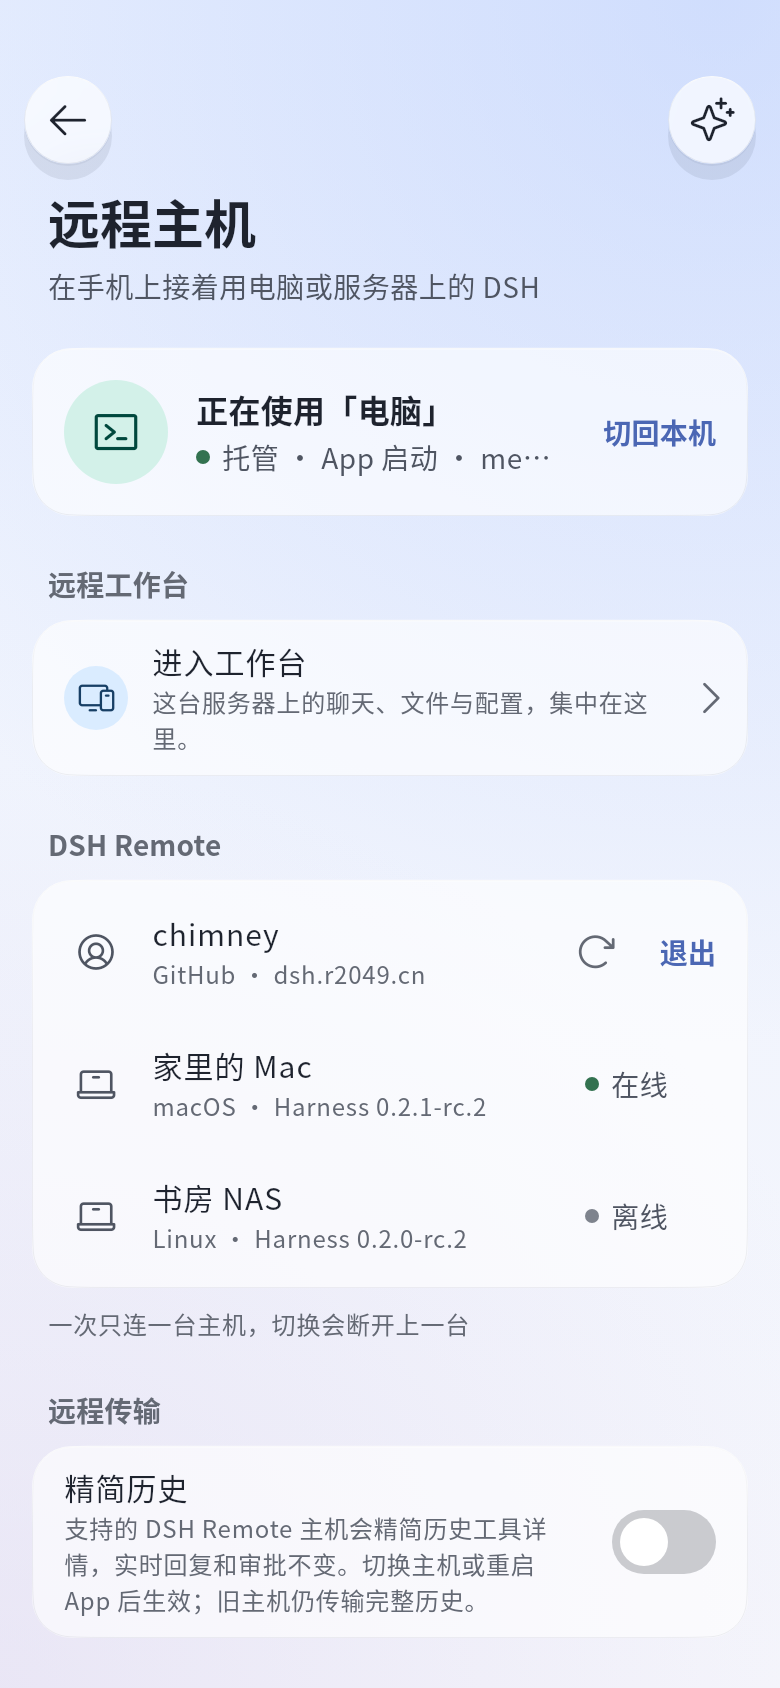 远程主机
在手机上接着用电脑或服务器上的 DSH
正在使用「电脑」
托管 · App 启动 · me…
切回本机
远程工作台
进入工作台
这台服务器上的聊天、文件与配置，集中在这
里。
DSH Remote
chimney
GitHub · dsh.r2049.cn
退出
家里的 Mac
macOS · Harness 0.2.1-rc.2
在线
书房 NAS
Linux · Harness 0.2.0-rc.2
离线
一次只连一台主机，切换会断开上一台
远程传输
精简历史
支持的 DSH Remote 主机会精简历史工具详
情，实时回复和审批不变。切换主机或重启
App 后生效；旧主机仍传输完整历史。